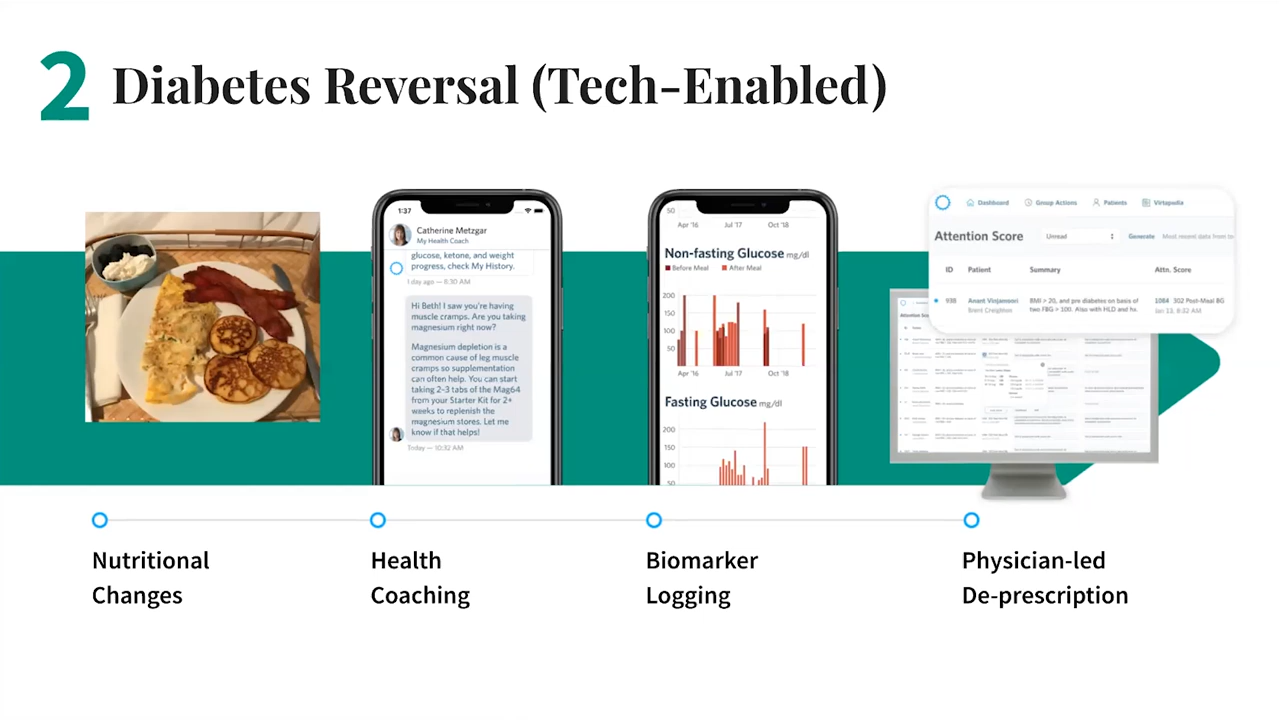 2 Diabetes Reversal (Tech-Enabled)
1:37
Catherine Metzgar
My Health Coach
glucose, ketone, and weight
progress, check My History.
1 day ago — 8:30 AM
Hi Beth! I saw you're having
muscle cramps. Are you taking
magnesium right now?
Magnesium depletion is a
common cause of leg muscle
cramps so supplementation
can often help. You can start
taking 2-3 tabs of the Mag64
from your Starter Kit for 2+
weeks to replenish the
magnesium stores. Let me
know if that helps!
Today — 10:32 AM
50
Apr '16 Jul '17 Oct '18
Non-fasting Glucose mg/dl
Before Meal After Meal
200
150
100
50
Apr '16 Jul '17 Oct '18
Fasting Glucose mg/dl
200
150
100
50
Dashboard Group Actions Patients Virtapedia
Attention Score Unread Generate Most recent data from
ID Patient Summary Attn. Score
938 Anant Vinjamoori BMI > 20, and pre diabetes on basis of 1084 302 Post-Meal BG
Brent Creighton two FBG > 100. Also with HLD and hx. Jan 13, 8:32 AM
Nutritional
Changes
Health
Coaching
Biomarker
Logging
Physician-led
De-prescription